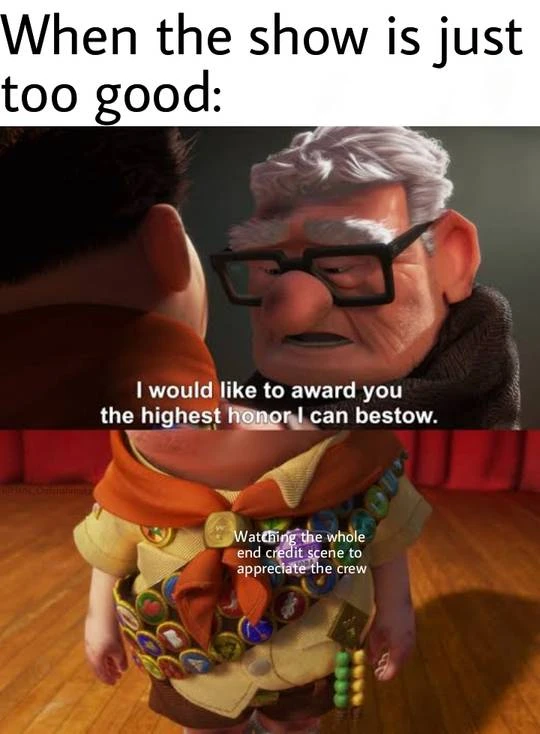 When the show is just
too good:
I would like to award you
the highest honor I can bestow.
Watching the whole
end credit scene to
appreciate the crew